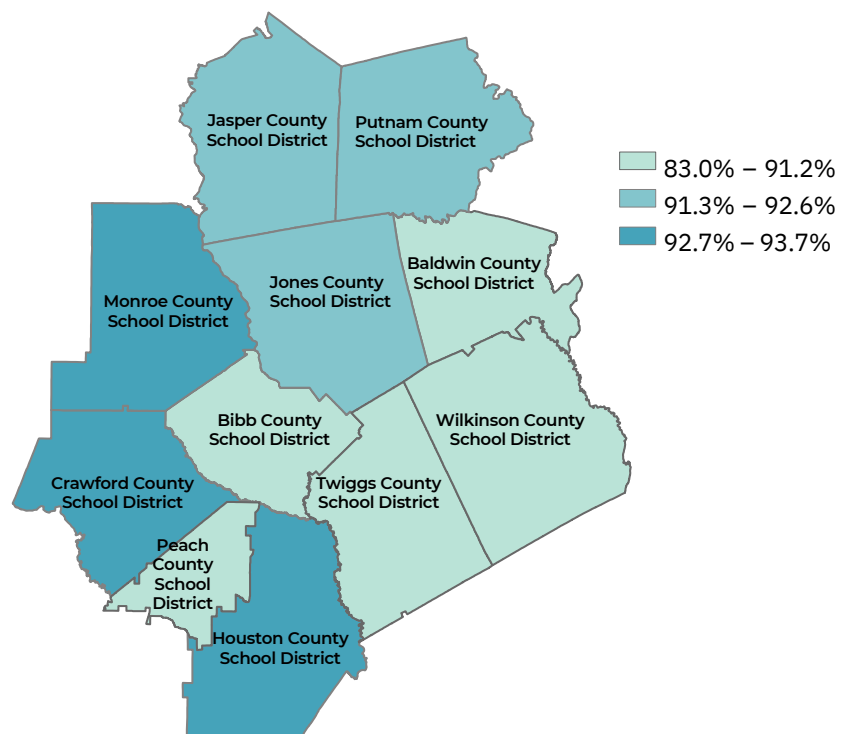 Jasper County
School District
Putnam County
School District
83.0% – 91.2%
91.3% – 92.6%
92.7% – 93.7%
Baldwin County
School District
Jones County
School District
Monroe County
School District
Bibb County
School District
Wilkinson County
School District
Crawford County
School District
Twiggs County
School District
Peach
County
School
District
Houston County
School District